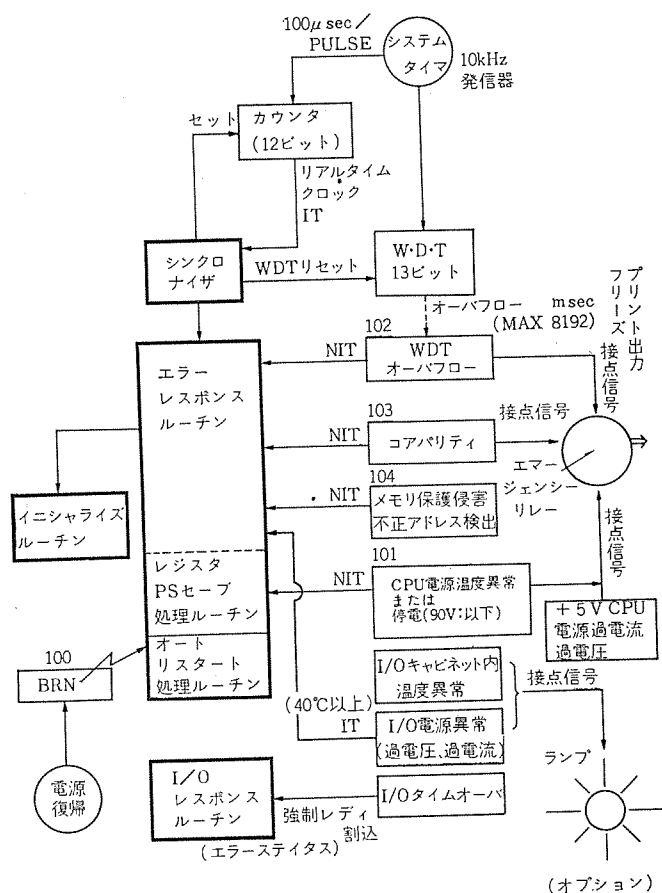 100μsec/
PULSE
システム
タイマ
10kHz
発信器
セット
カウンタ
(12ビット)
リアルタイム
クロック
IT
シンクロ
ナイザ
WDTリセット
W・D・T
13ビット
オーバフロー msec
(MAX 8192)
プリント出力
フリーズ
102
NIT
WDT
オーバフロー
接点信号
エラー
レスポンス
ルーチン
103
NIT
コアパリティ
接点信号
エマー
ジェンシー
リレー
104
NIT
メモリ保護侵害
不正アドレス検出
イニシャライズ
ルーチン
接点信号
レジスタ
PSセーブ
処理ルーチン
101
NIT
CPU電源温度異常
または
停電(90V:以下)
+5V CPU
電源過電流
過電圧
オート
リスタート
処理ルーチン
100
BRN
I/Oキャビネット内
温度異常
接点信号
(40℃以上)
IT
I/O電源異常
(過電圧、過電流)
電源
復帰
I/O
レスポンス
ルーチン
(エラーステイタス)
強制レディ
割込
I/Oタイムオーバ
ランプ
(オプション)